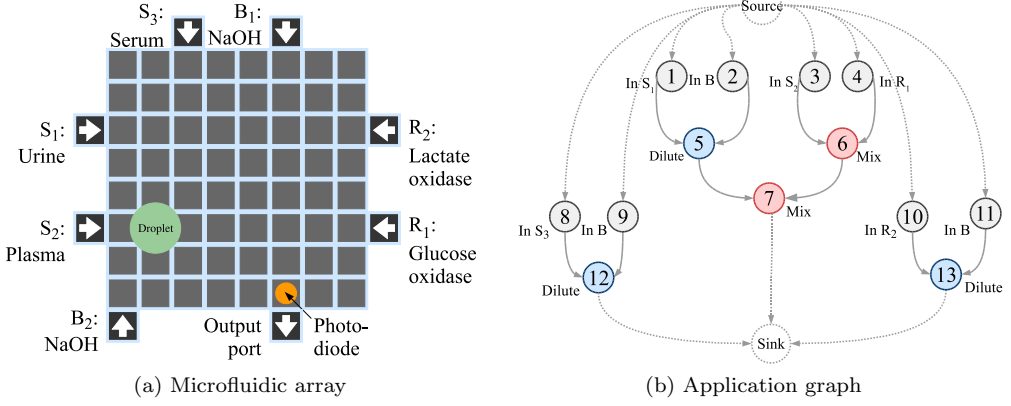 S3:
Serum
B1:
NaOH
S1:
Urine
R2:
Lactate
oxidase
S2:
Plasma
Droplet
R1:
Glucose
oxidase
B2:
NaOH
Output
port
Photo-
diode
(a) Microfluidic array
Source
1
2
3
4
In S1
In B
In S2
In R1
5
6
Dilute
Mix
7
Mix
8
9
10
11
In S3
In B
In R2
In B
12
13
Dilute
Dilute
Sink
(b) Application graph